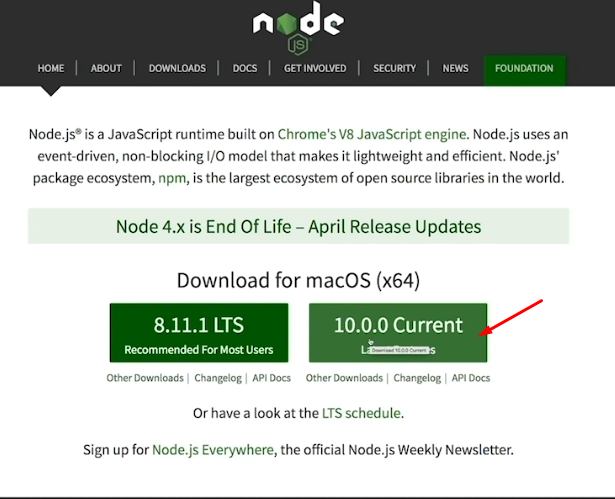 node
JS
HOME | ABOUT | DOWNLOADS | DOCS | GET INVOLVED | SECURITY | NEWS | FOUNDATION
Node.js® is a JavaScript runtime built on Chrome's V8 JavaScript engine. Node.js uses an
event-driven, non-blocking I/O model that makes it lightweight and efficient. Node.js'
package ecosystem, npm, is the largest ecosystem of open source libraries in the world.
Node 4.x is End Of Life – April Release Updates
Download for macOS (x64)
8.11.1 LTS
Recommended For Most Users
10.0.0 Current
Download 10.0.0 Current
Other Downloads | Changelog | API Docs
Other Downloads | Changelog | API Docs
Or have a look at the LTS schedule.
Sign up for Node.js Everywhere, the official Node.js Weekly Newsletter.